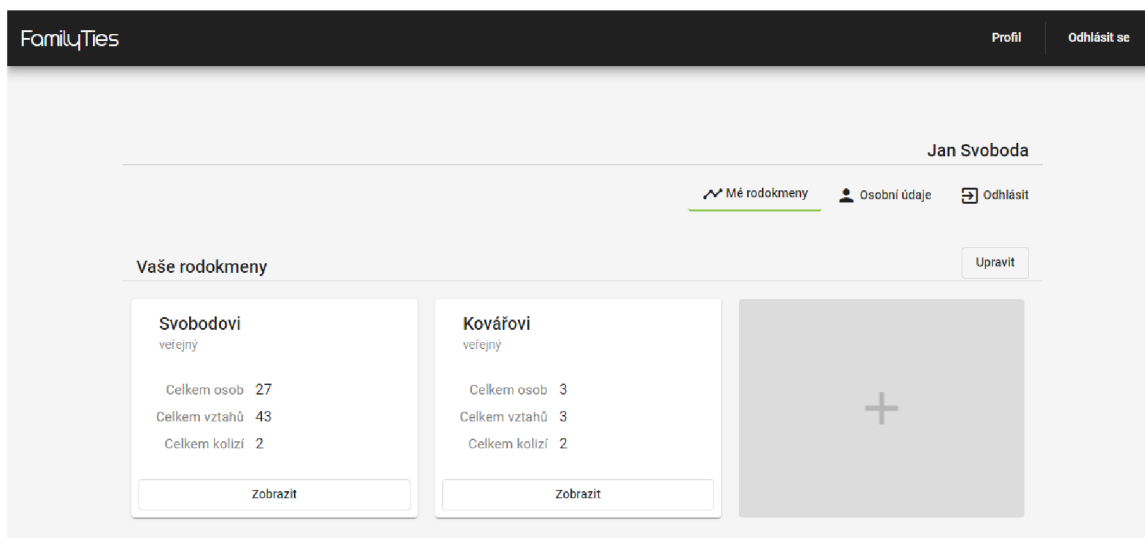 FamilyTies Profil Odhlásit se
Jan Svoboda
Mé rodokmeny Osobní údaje Odhlásit
Vaše rodokmeny Upravit
Svobodovi
veřejný
Celkem osob 27
Celkem vztahů 43
Celkem kolizí 2
Zobrazit
Kovářovi
veřejný
Celkem osob 3
Celkem vztahů 3
Celkem kolizí 2
Zobrazit